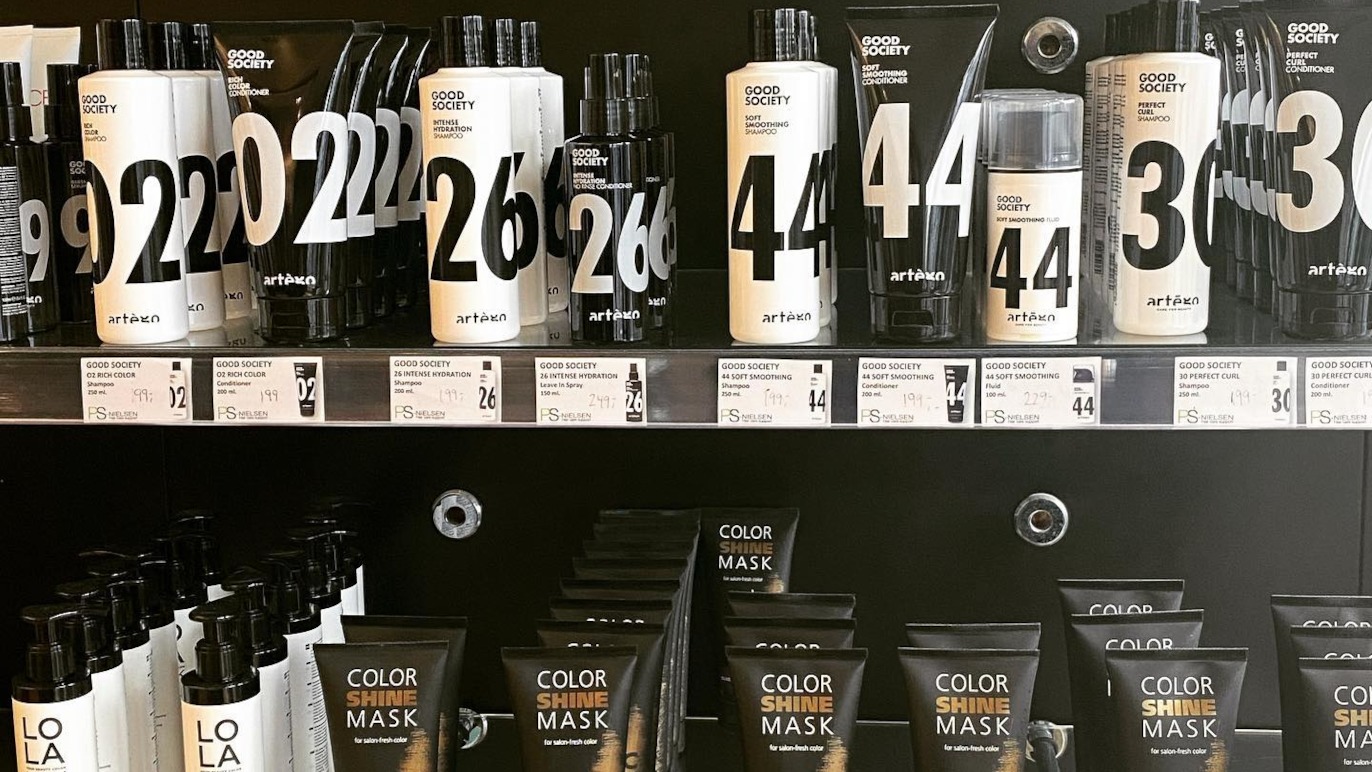 GOOD
SOCIETY
RICH
COLOR
SHAMPOO
02
artègo
GOOD
SOCIETY
RICH
COLOR
CONDITIONER
02
artègo
GOOD
SOCIETY
INTENSE
HYDRATION
SHAMPOO
26
artègo
GOOD
SOCIETY
INTENSE
HYDRATION
NO RINSE CONDITIONER
26
artègo
GOOD
SOCIETY
SOFT
SMOOTHING
SHAMPOO
44
artègo
GOOD
SOCIETY
SOFT
SMOOTHING
CONDITIONER
44
artègo
GOOD
SOCIETY
SOFT SMOOTHING FLUID
44
artègo
GOOD
SOCIETY
PERFECT
CURL
SHAMPOO
30
artègo
GOOD
SOCIETY
PERFECT
CURL
CONDITIONER
30
artègo
GOOD SOCIETY
02 RICH COLOR
Shampoo
250 ml.
199,-
02
PS NIELSEN
GOOD SOCIETY
02 RICH COLOR
Conditioner
200 ml.
199,-
02
PS NIELSEN
GOOD SOCIETY
26 INTENSE HYDRATION
Shampoo
200 ml.
199,-
26
PS NIELSEN
GOOD SOCIETY
26 INTENSE HYDRATION
Leave In Spray
150 ml.
249,-
26
PS NIELSEN
GOOD SOCIETY
44 SOFT SMOOTHING
Shampoo
250 ml.
199,-
44
PS NIELSEN
GOOD SOCIETY
44 SOFT SMOOTHING
Conditioner
200 ml.
199,-
44
PS NIELSEN
GOOD SOCIETY
44 SOFT SMOOTHING
Fluid
100 ml.
229,-
44
PS NIELSEN
GOOD SOCIETY
30 PERFECT CURL
Shampoo
250 ml.
199,-
30
PS NIELSEN
GOOD SOCIETY
30 PERFECT CURL
Conditioner
200 ml.
PS NIELSEN
COLOR
SHINE
MASK
for salon-fresh color
LO
LA
LO
LA
COLOR
SHINE
MASK
for salon-fresh color
COLOR
SHINE
MASK
for salon-fresh color
COLOR
SHINE
MASK
for salon-fresh color
COLOR
SHINE
MASK
for salon-fresh color
COLOR
SHINE
MASK
for salon-fresh color